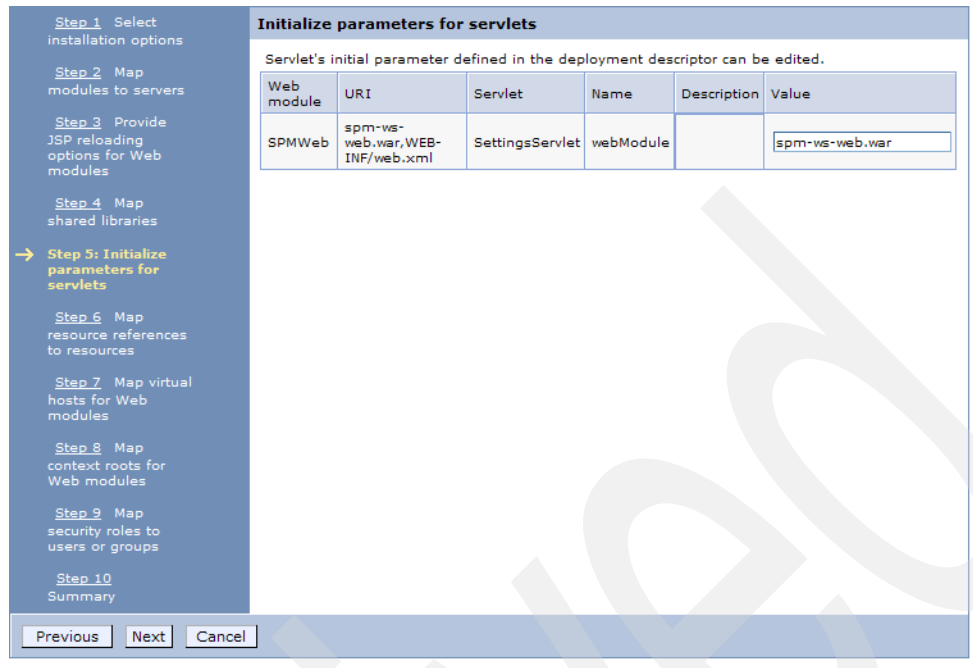 Step 1 Select
installation options
Step 2 Map
modules to servers
Step 3 Provide
JSP reloading
options for Web
modules
Step 4 Map
shared libraries
Step 5: Initialize
parameters for
servlets
Step 6 Map
resource references
to resources
Step 7 Map virtual
hosts for Web
modules
Step 8 Map
context roots for
Web modules
Step 9 Map
security roles to
users or groups
Step 10
Summary
Initialize parameters for servlets
Servlet's initial parameter defined in the deployment descriptor can be edited.
Web
module
URI
Servlet
Name
Description
Value
SPMWeb
spm-ws-
web.war,WEB-
INF/web.xml
SettingsServlet
webModule
spm-ws-web.war
Previous
Next
Cancel